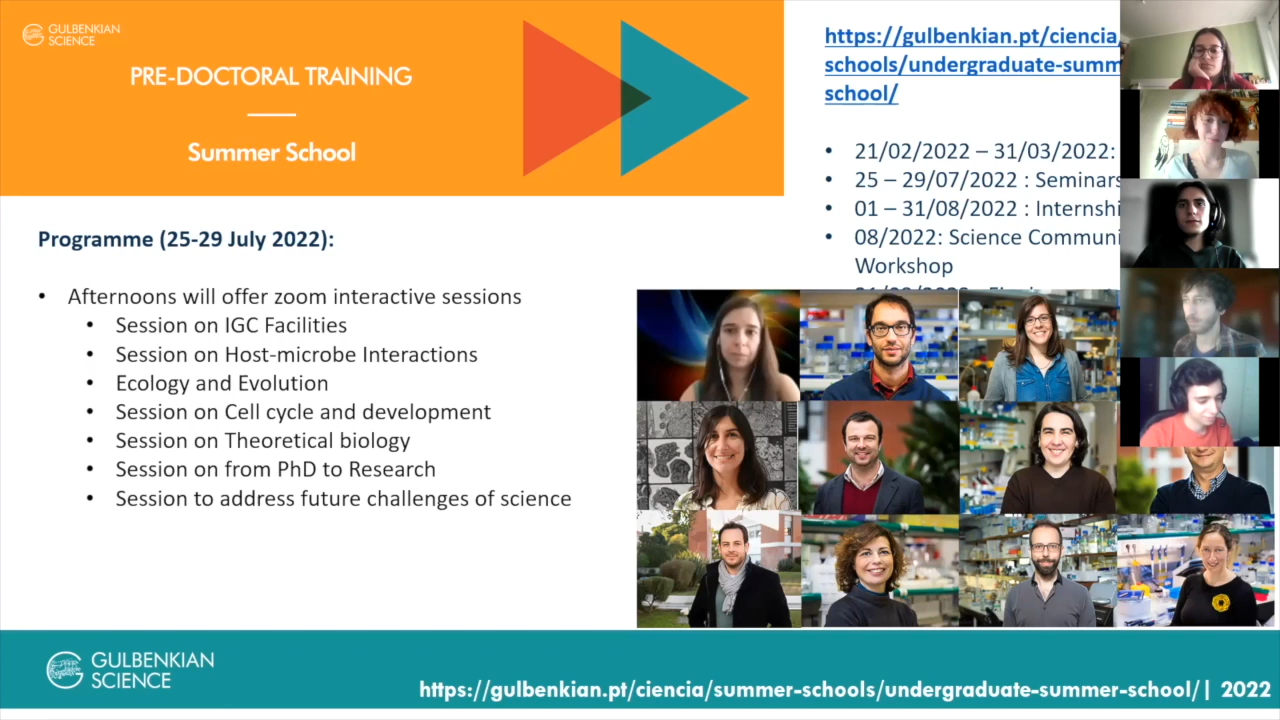 GULBENKIAN
SCIENCE
PRE-DOCTORAL TRAINING
Summer School
https://gulbenkian.pt/ciencia
schools/undergraduate-summ
school/
• 21/02/2022 – 31/03/2022:
• 25 – 29/07/2022 : Seminars
• 01 – 31/08/2022 : Internshi
• 08/2022: Science Communi
Workshop
Programme (25-29 July 2022):
• Afternoons will offer zoom interactive sessions
• Session on IGC Facilities
• Session on Host-microbe Interactions
• Ecology and Evolution
• Session on Cell cycle and development
• Session on Theoretical biology
• Session on from PhD to Research
• Session to address future challenges of science
GULBENKIAN
SCIENCE
https://gulbenkian.pt/ciencia/summer-schools/undergraduate-summer-school/| 2022